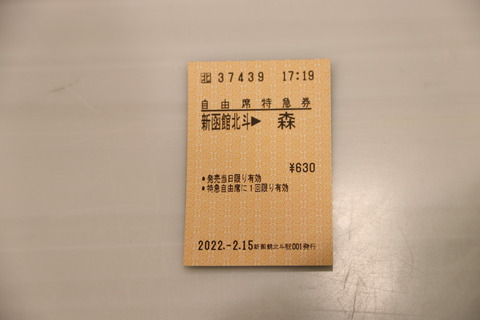 北 37439 17:19
自由席特急券
新函館北斗▶ 森
¥630
●発売当日限り有効
●特急自由席に1回限り有効
2022.-2.15新函館北斗駅001発行